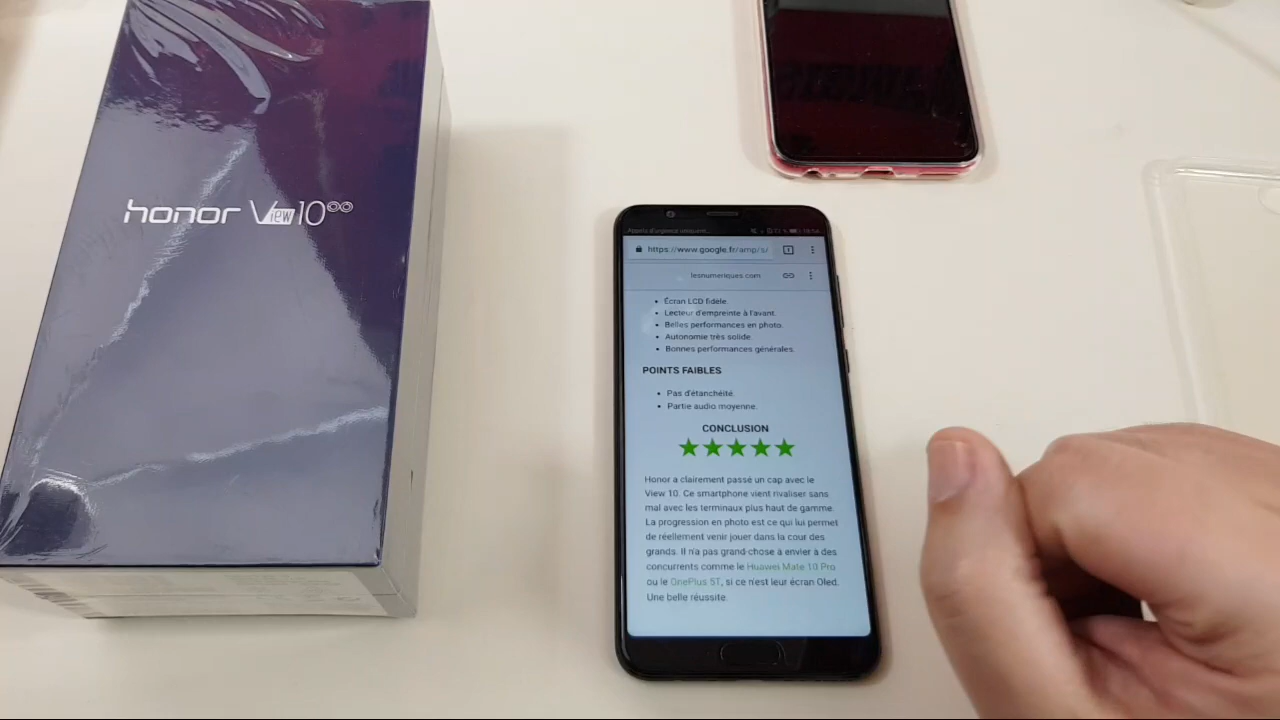 honor View10
Appels d'urgence uniquement...
https://www.google.fr/amp/s/
lesnumeriques.com
Écran LCD fidèle.
Lecteur d'empreinte à l'avant.
Belles performances en photo.
Autonomie très solide.
Bonnes performances générales.
POINTS FAIBLES
Pas d'étanchéité.
Partie audio moyenne.
CONCLUSION
Honor a clairement passé un cap avec le
View 10. Ce smartphone vient rivaliser sans
mal avec les terminaux plus haut de gamme.
La progression en photo est ce qui lui permet
de réellement venir jouer dans la cour des
grands. Il n'a pas grand-chose à envier à des
concurrents comme le Huawei Mate 10 Pro
ou le OnePlus 5T, si ce n'est leur écran Oled.
Une belle réussite.